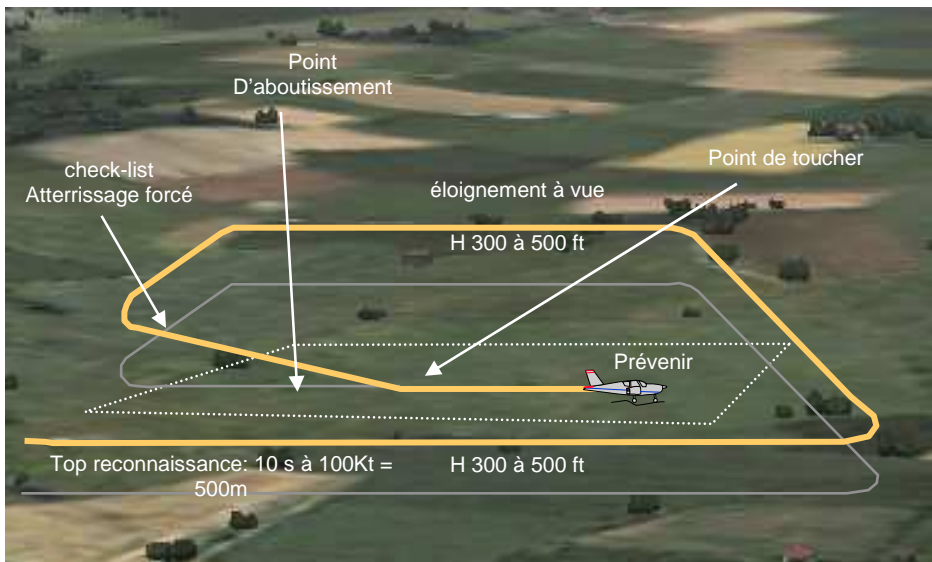 Point
D'aboutissement
check-list
Atterrissage forcé
Point de toucher
éloignement à vue
H 300 à 500 ft
Prévenir
Top reconnaissance: 10 s à 100Kt =
500m
H 300 à 500 ft